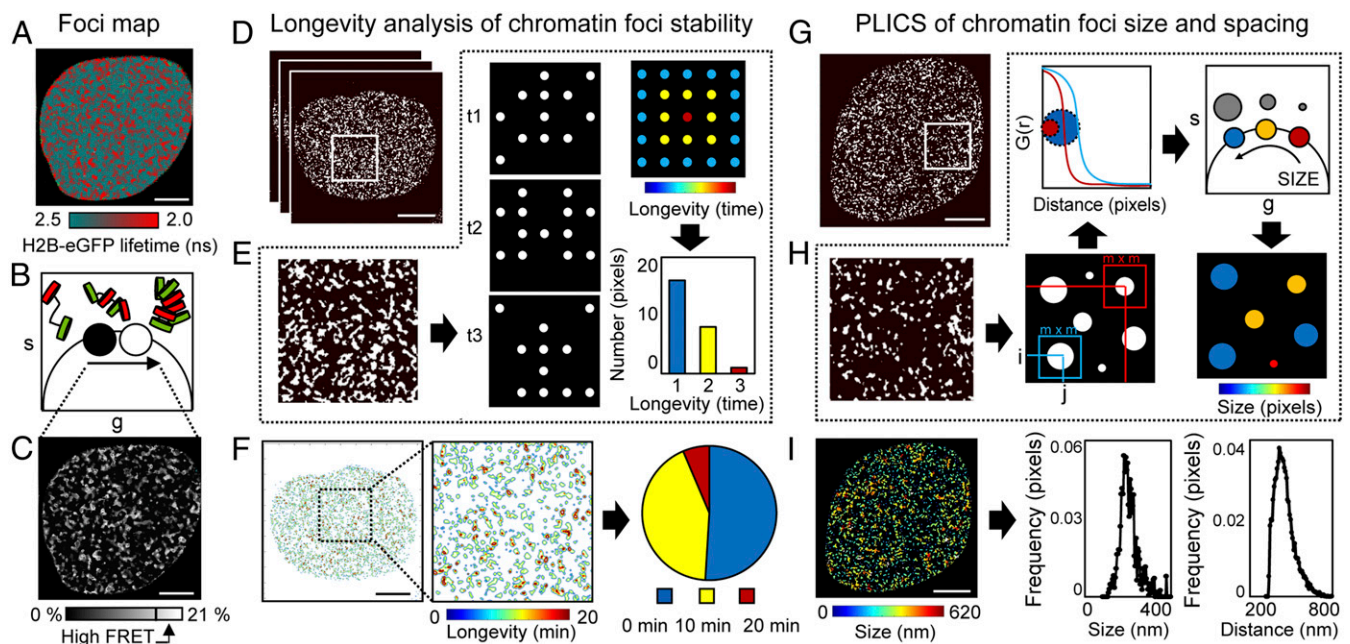 A
Foci map
2.5
2.0
H2B-eGFP lifetime (ns)
B
s
g
C
0 %
21 %
High FRET
D
Longevity analysis of chromatin foci stability
t1
t2
t3
Longevity (time)
E
20
10
0
Number (pixels)
1 2 3
Longevity (time)
F
0
20
Longevity (min)
0 min 10 min 20 min
G
PLICS of chromatin foci size and spacing
G(r)
Distance (pixels)
s
SIZE
g
H
m x m
m x m
i
j
Size (pixels)
I
0
620
Size (nm)
Frequency (pixels)
0.06
0.03
0
0 400
Size (nm)
Frequency (pixels)
0.04
0.02
0
200 800
Distance (nm)